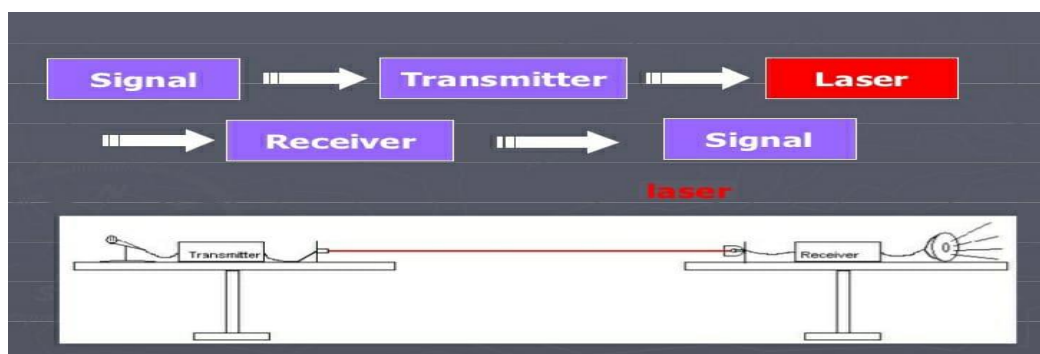 Signal Transmitter Laser
Receiver Signal
laser
Transmitter Receiver